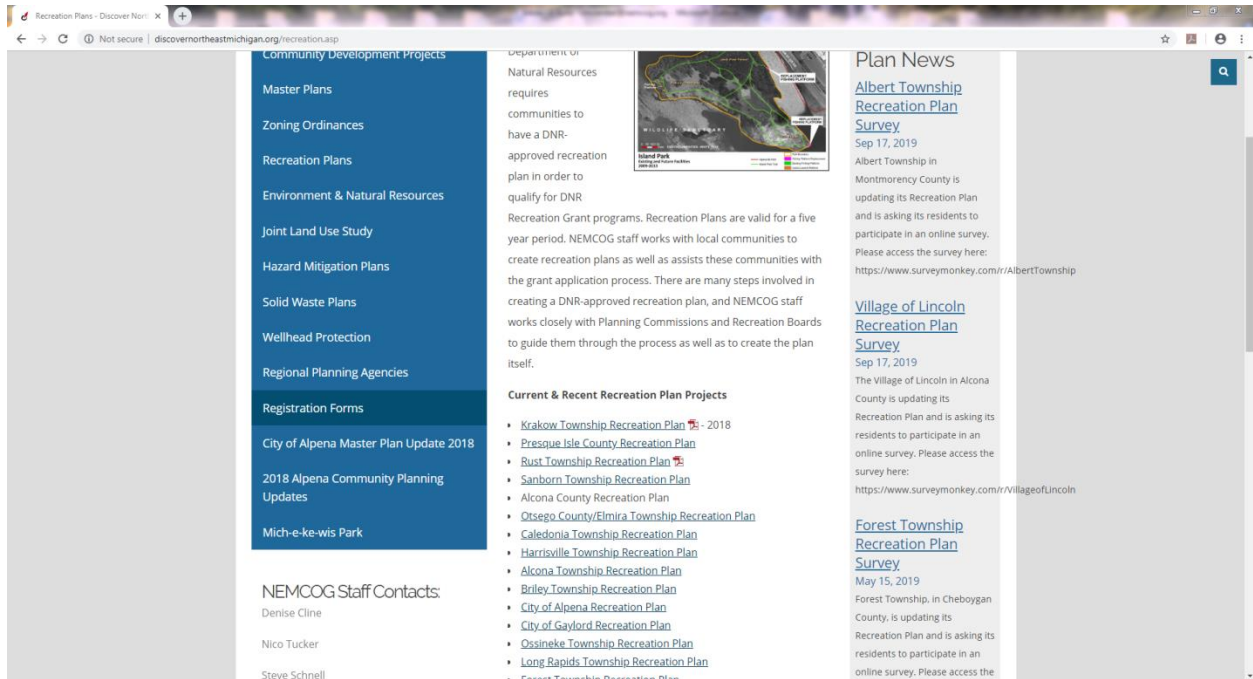 Recreation Plans - Discover Nort
Not secure | discovernortheastmichigan.org/recreation.asp
Community Development Projects
Master Plans
Zoning Ordinances
Recreation Plans
Environment & Natural Resources
Joint Land Use Study
Hazard Mitigation Plans
Solid Waste Plans
Wellhead Protection
Regional Planning Agencies
Registration Forms
City of Alpena Master Plan Update 2018
2018 Alpena Community Planning
Updates
Mich-e-ke-wis Park
NEMCOG Staff Contacts:
Denise Cline
Nico Tucker
Steve Schnell
Department of
Natural Resources
requires
communities to
have a DNR-
approved recreation
plan in order to
qualify for DNR
Recreation Grant programs. Recreation Plans are valid for a five
year period. NEMCOG staff works with local communities to
create recreation plans as well as assists these communities with
the grant application process. There are many steps involved in
creating a DNR-approved recreation plan, and NEMCOG staff
works closely with Planning Commissions and Recreation Boards
to guide them through the process as well as to create the plan
itself.
WILDLIFE SANCTUARY
REPLACEMENT
FISHING PLATFORM
Island Park
Existing and Future Facilities
Current & Recent Recreation Plan Projects
Krakow Township Recreation Plan - 2018
Presque Isle County Recreation Plan
Rust Township Recreation Plan
Sanborn Township Recreation Plan
Alcona County Recreation Plan
Otsego County/Elmira Township Recreation Plan
Caledonia Township Recreation Plan
Harrisville Township Recreation Plan
Alcona Township Recreation Plan
Briley Township Recreation Plan
City of Alpena Recreation Plan
City of Gaylord Recreation Plan
Ossineke Township Recreation Plan
Long Rapids Township Recreation Plan
Forest Township Recreation Plan
Plan News
Albert Township
Recreation Plan
Survey
Sep 17, 2019
Albert Township in
Montmorency County is
updating its Recreation Plan
and is asking its residents to
participate in an online survey.
Please access the survey here:
https://www.surveymonkey.com/r/AlbertTownship
Village of Lincoln
Recreation Plan
Survey
Sep 17, 2019
The Village of Lincoln in Alcona
County is updating its
Recreation Plan and is asking its
residents to participate in an
online survey. Please access the
survey here:
https://www.surveymonkey.com/r/VillageofLincoln
Forest Township
Recreation Plan
Survey
May 15, 2019
Forest Township, in Cheboygan
County, is updating its
Recreation Plan and is asking its
residents to participate in an
online survey. Please access the